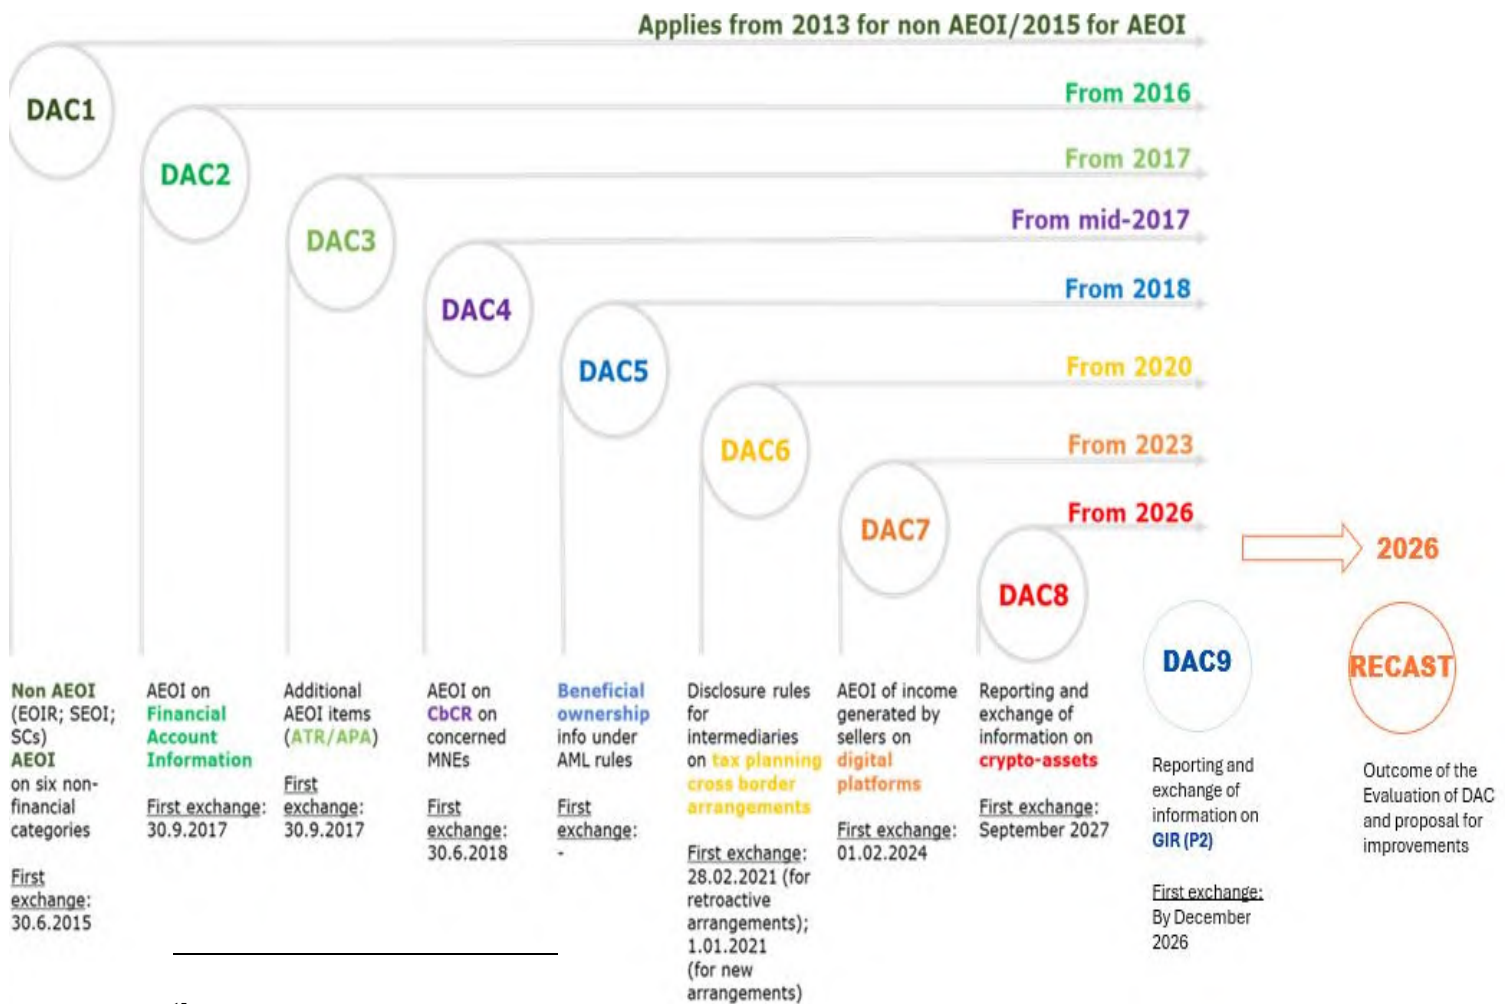 Applies from 2013 for non AEOI/2015 for AEOI
DAC1
From 2016
DAC2
From 2017
DAC3
From mid-2017
DAC4
From 2018
DAC5
From 2020
DAC6
From 2023
DAC7
From 2026
DAC8
2026
DAC9
RECAST
Non AEOI
(EOIR; SEOI;
SCs)
AEOI
on six non-
financial
categories
First
exchange:
30.6.2015
AEOI on
Financial
Account
Information
First exchange:
30.9.2017
Additional
AEOI items
(ATR/APA)
First
exchange:
30.9.2017
AEOI on
CbCR on
concerned
MNEs
First
exchange:
30.6.2018
Beneficial
ownership
info under
AML rules
First
exchange:
-
Disclosure rules
for
intermediaries
on tax planning
cross border
arrangements
First exchange:
28.02.2021 (for
retroactive
arrangements);
1.01.2021
(for new
arrangements)
AEOI of income
generated by
sellers on
digital
platforms
First exchange:
01.02.2024
Reporting and
exchange of
information on
crypto-assets
First exchange:
September 2027
Reporting and
exchange of
information on
GIR (P2)
First exchange:
By December
2026
Outcome of the
Evaluation of DAC
and proposal for
improvements